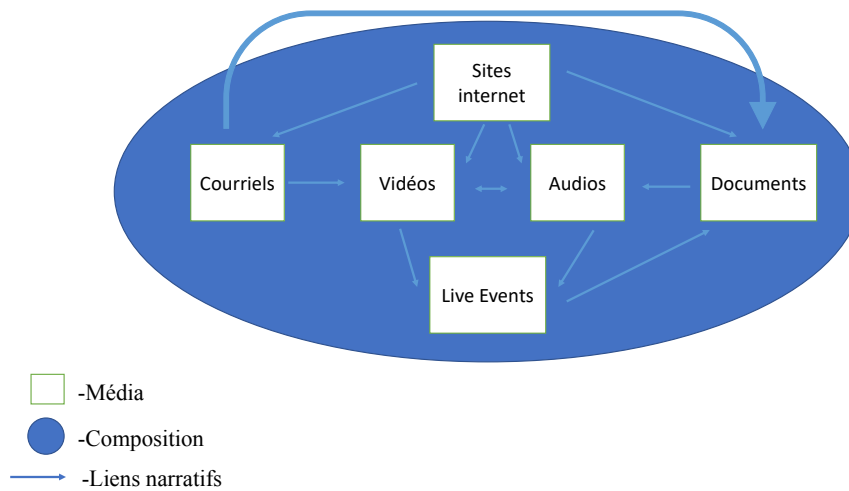 Sites
internet
Courriels
Vidéos
Audios
Documents
Live Events
-Média
-Composition
-Liens narratifs